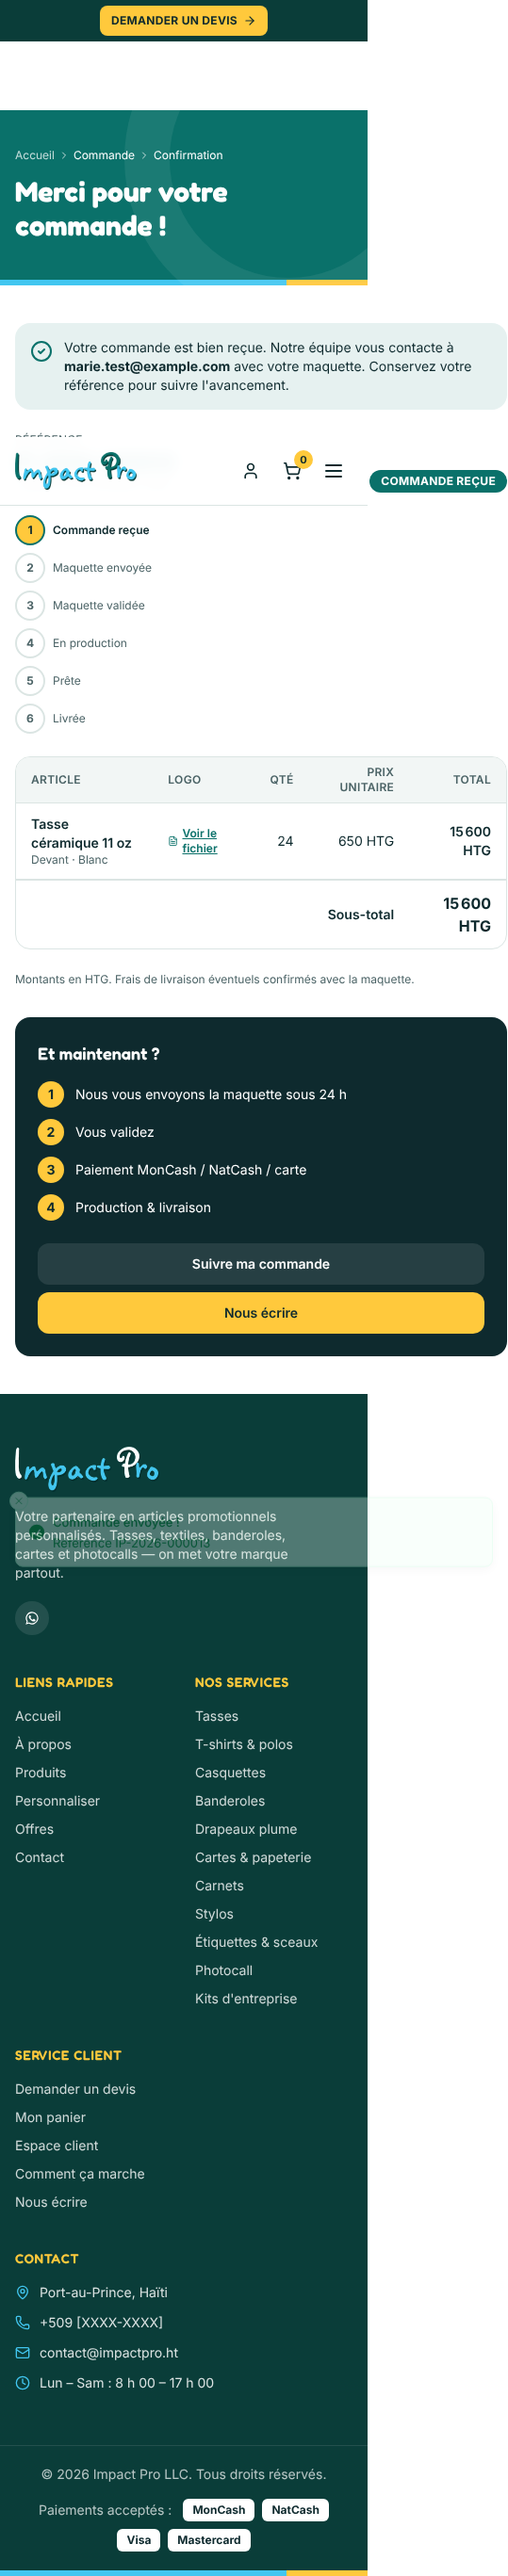 DEMANDER UN DEVIS
Accueil > Commande > Confirmation
Merci pour votre
commande !
Votre commande est bien reçue. Notre équipe vous contacte à
marie.test@example.com avec votre maquette. Conservez votre
référence pour suivre l'avancement.
RÉFÉRENCE
Impact Pro
0
COMMANDE REÇUE
1 Commande reçue
2 Maquette envoyée
3 Maquette validée
4 En production
5 Prête
6 Livrée
ARTICLE LOGO QTÉ PRIX UNITAIRE TOTAL
Tasse
céramique 11 oz
Devant · Blanc
Voir le
fichier
24
650 HTG
15 600
HTG
Sous-total
15 600
HTG
Montants en HTG. Frais de livraison éventuels confirmés avec la maquette.
Et maintenant ?
1 Nous vous envoyons la maquette sous 24 h
2 Vous validez
3 Paiement MonCash / NatCash / carte
4 Production & livraison
Suivre ma commande
Nous écrire
Impact Pro
Commande envoyée !
Référence IP-2026-000013
Votre partenaire en articles promotionnels
personnalisés. Tasses, textiles, banderoles,
cartes et photocalls — on met votre marque
partout.
LIENS RAPIDES
Accueil
À propos
Produits
Personnaliser
Offres
Contact
NOS SERVICES
Tasses
T-shirts & polos
Casquettes
Banderoles
Drapeaux plume
Cartes & papeterie
Carnets
Stylos
Étiquettes & sceaux
Photocall
Kits d'entreprise
SERVICE CLIENT
Demander un devis
Mon panier
Espace client
Comment ça marche
Nous écrire
CONTACT
Port-au-Prince, Haïti
+509 [XXXX-XXXX]
contact@impactpro.ht
Lun – Sam : 8 h 00 – 17 h 00
© 2026 Impact Pro LLC. Tous droits réservés.
Paiements acceptés : MonCash NatCash
Visa Mastercard